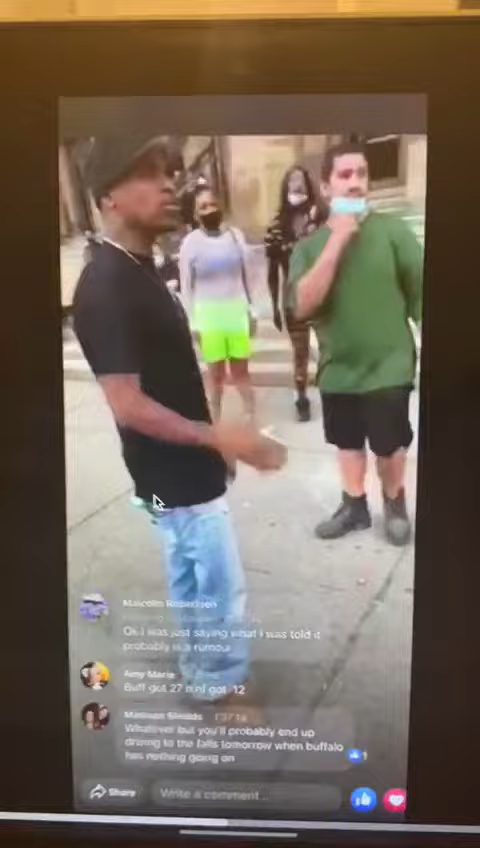 Malcolm
Ok i was just saying what i was told it
probably is a rumour
Amy Marie
Buff got 27 nf got 12
Shields
Whatever but you'll probably end up
driving to the falls tomorrow when buffalo
has nothing going on
1
Share
Write a comment...